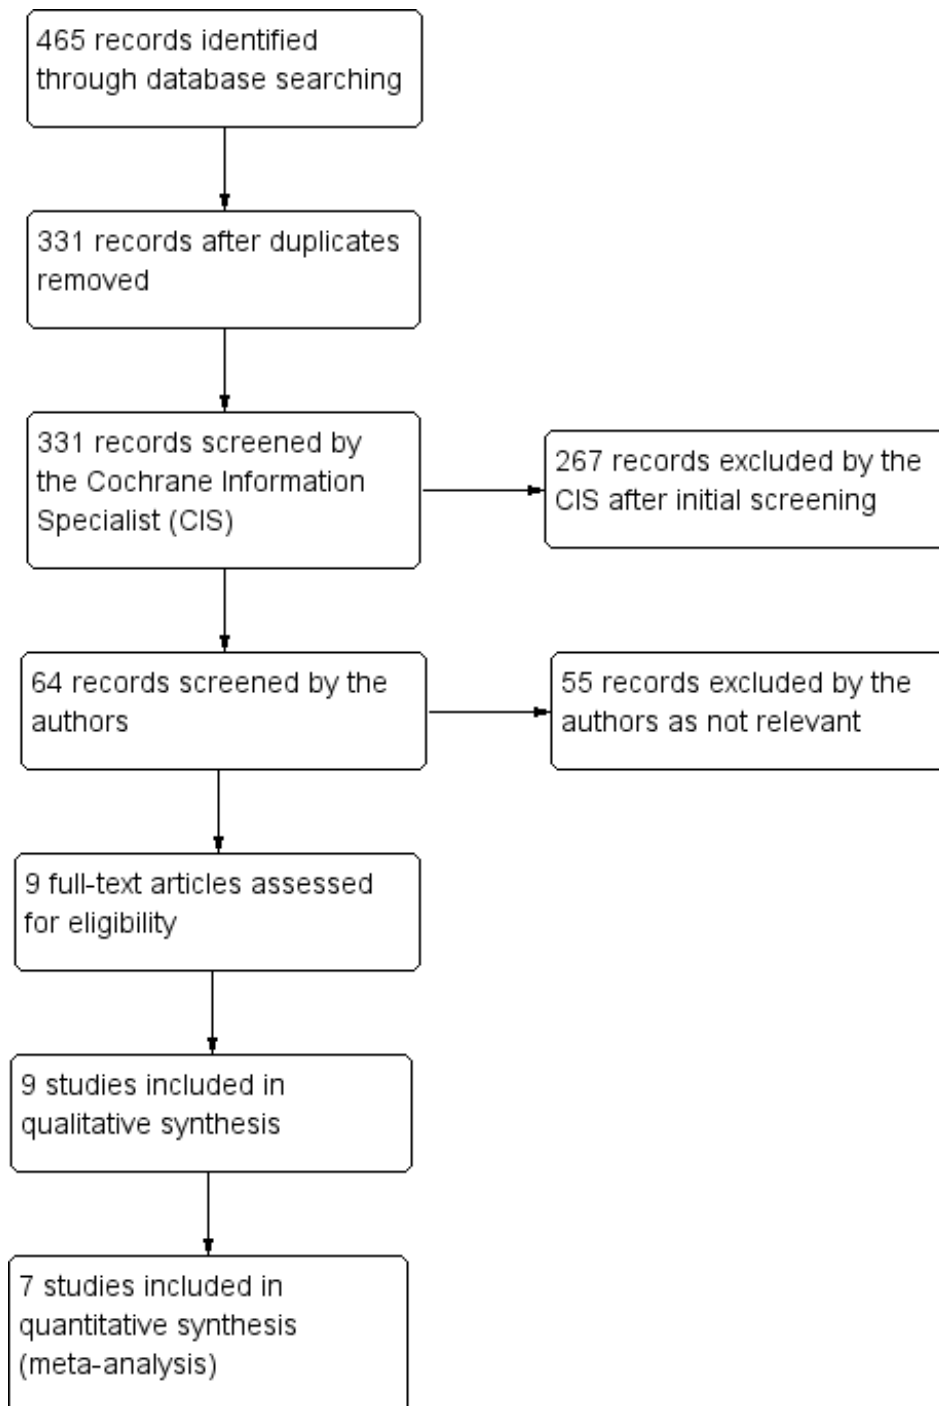 465 records identified
through database searching
331 records after duplicates
removed
331 records screened by
the Cochrane Information
Specialist (CIS)
267 records excluded by the
CIS after initial screening
64 records screened by the
authors
55 records excluded by the
authors as not relevant
9 full-text articles assessed
for eligibility
9 studies included in
qualitative synthesis
7 studies included in
quantitative synthesis
(meta-analysis)